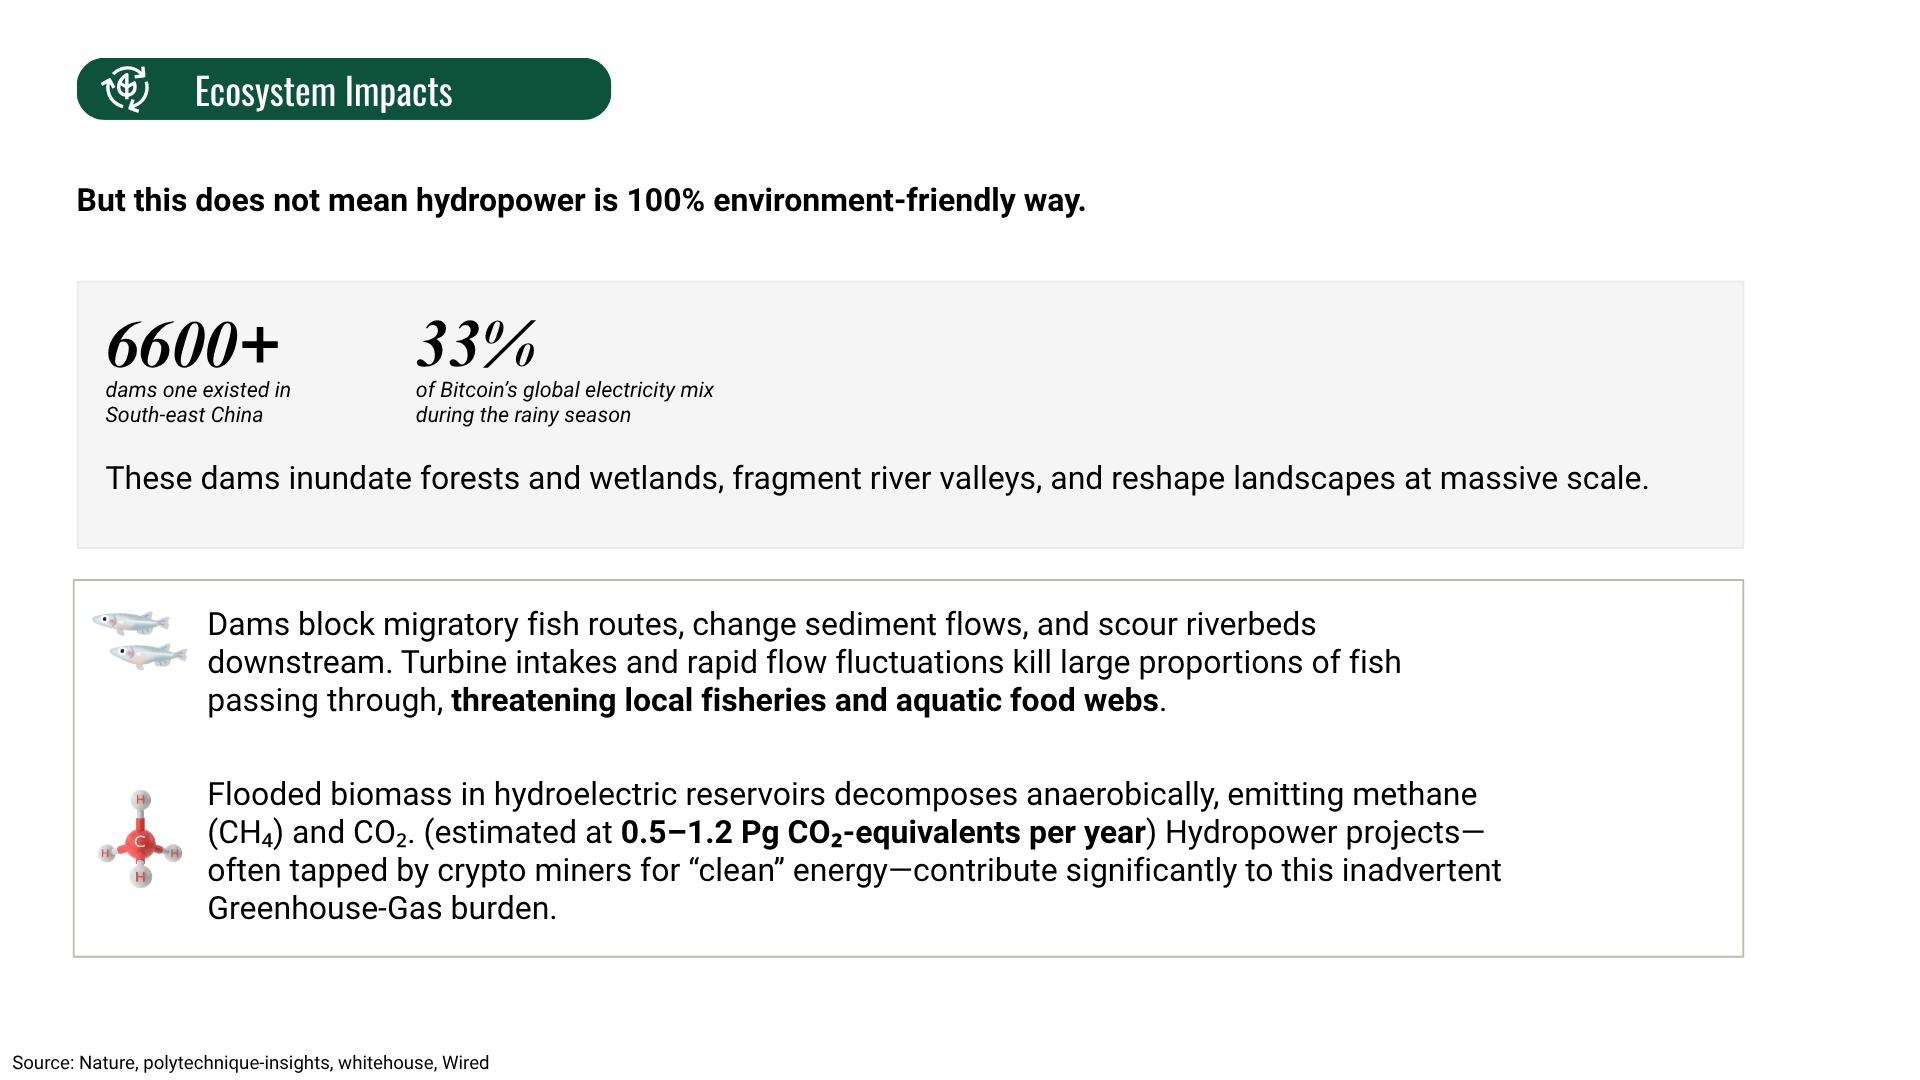 Ecosystem Impacts
But this does not mean hydropower is 100% environment-friendly way.
6600+
dams one existed in
South-east China
33%
of Bitcoin’s global electricity mix
during the rainy season
These dams inundate forests and wetlands, fragment river valleys, and reshape landscapes at massive scale.
Dams block migratory fish routes, change sediment flows, and scour riverbeds
downstream. Turbine intakes and rapid flow fluctuations kill large proportions of fish
passing through, threatening local fisheries and aquatic food webs.
H
C
H
H
H
Flooded biomass in hydroelectric reservoirs decomposes anaerobically, emitting methane
(CH₄) and CO₂. (estimated at 0.5–1.2 Pg CO₂-equivalents per year) Hydropower projects—
often tapped by crypto miners for “clean” energy—contribute significantly to this inadvertent
Greenhouse-Gas burden.
Source: Nature, polytechnique-insights, whitehouse, Wired